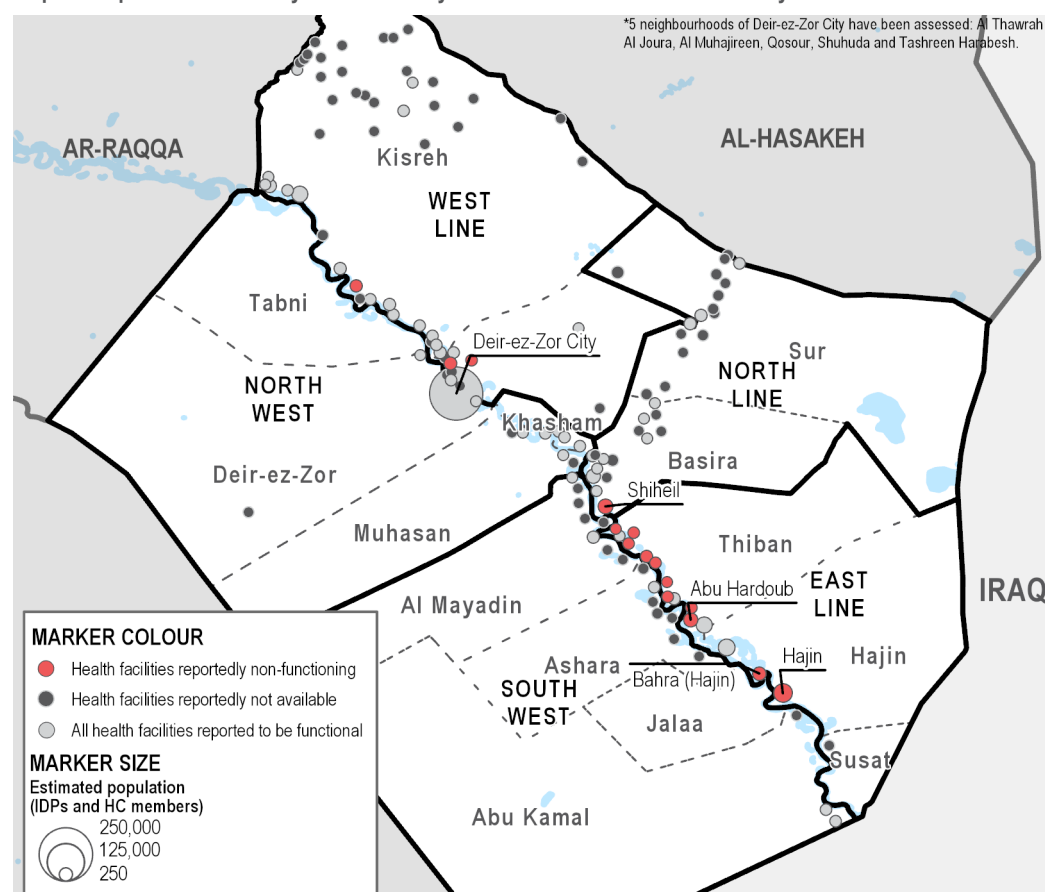 *5 neighbourhoods of Deir-ez-Zor City have been assessed: Al Thawrah
Al Joura, Al Muhajireen, Qosour, Shuhuda and Tashreen Harabesh.
AR-RAQQA
AL-HASAKEH
Kisreh
WEST
LINE
Tabni
Deir-ez-Zor City
Sur
NORTH
WEST
NORTH
LINE
Khasham
Deir-ez-Zor
Basira
Shiheil
Muhasan
Thiban
EAST
LINE
IRAQ
Abu Hardoub
Al Mayadin
Hajin
Hajin
Ashara
Bahra (Hajin)
SOUTH
WEST
Jalaa
Susat
Abu Kamal
MARKER COLOUR
Health facilities reportedly non-functioning
Health facilities reportedly not available
All health facilities reported to be functional
MARKER SIZE
Estimated population
(IDPs and HC members)
250,000
125,000
250